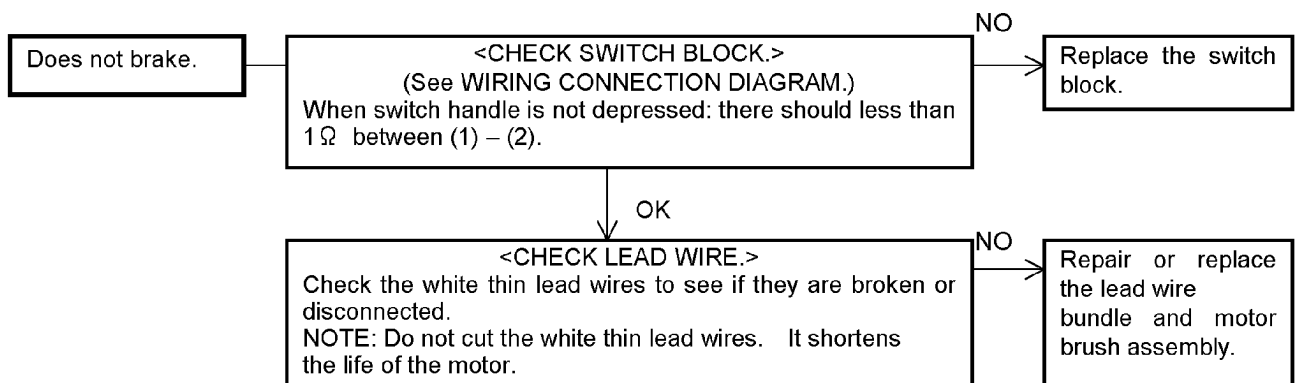 Does not brake.
<CHECK SWITCH BLOCK.>
(See WIRING CONNECTION DIAGRAM.)
When switch handle is not depressed: there should less than
1Ω between (1) – (2).
NO
Replace the switch
block.
OK
<CHECK LEAD WIRE.>
Check the white thin lead wires to see if they are broken or
disconnected.
NOTE: Do not cut the white thin lead wires. It shortens
the life of the motor.
NO
Repair or replace
the lead wire
bundle and motor
brush assembly.